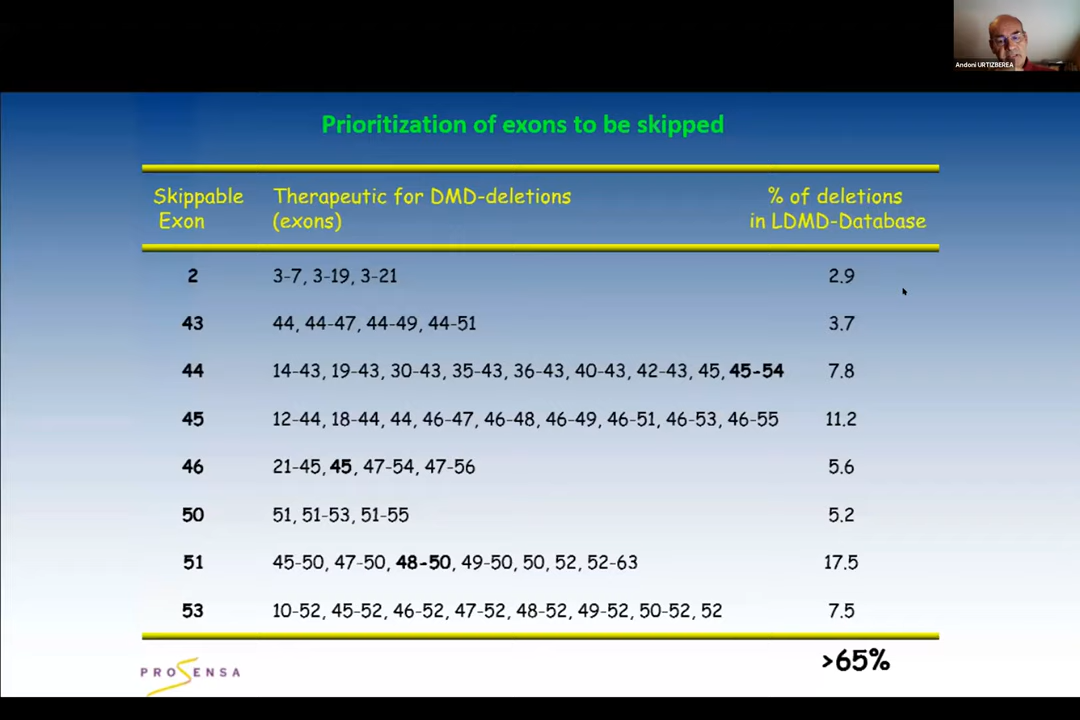 Andoni URTIZBEREA
Prioritization of exons to be skipped
Skippable Exon
Therapeutic for DMD-deletions (exons)
% of deletions in LDMD-Database
2 3-7, 3-19, 3-21 2.9
43 44, 44-47, 44-49, 44-51 3.7
44 14-43, 19-43, 30-43, 35-43, 36-43, 40-43, 42-43, 45, 45-54 7.8
45 12-44, 18-44, 44, 46-47, 46-48, 46-49, 46-51, 46-53, 46-55 11.2
46 21-45, 45, 47-54, 47-56 5.6
50 51, 51-53, 51-55 5.2
51 45-50, 47-50, 48-50, 49-50, 50, 52, 52-63 17.5
53 10-52, 45-52, 46-52, 47-52, 48-52, 49-52, 50-52, 52 7.5
>65%
PROSENSA